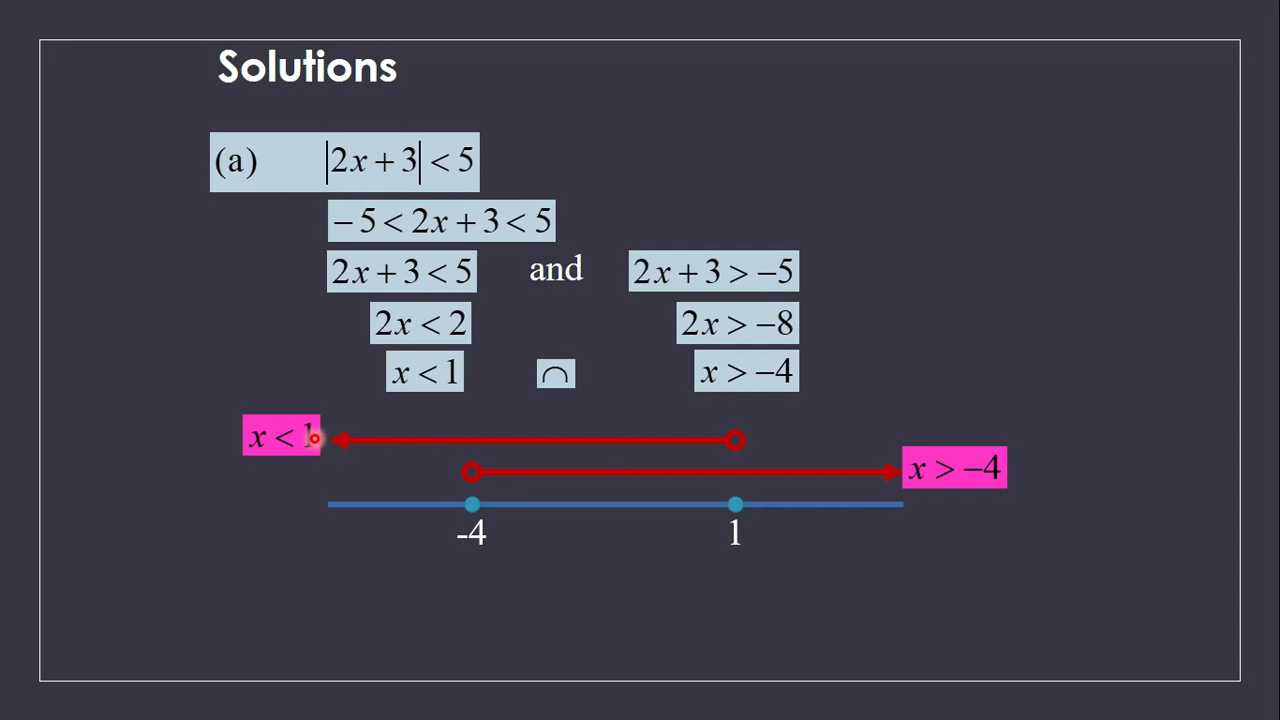 Solutions
(a) |2x + 3| < 5
− 5 < 2x + 3 < 5
2x + 3 < 5 and 2x + 3 > −5
2x < 2 2x > −8
x < 1 ∩ x > −4
x < 1
x > −4
-4 1